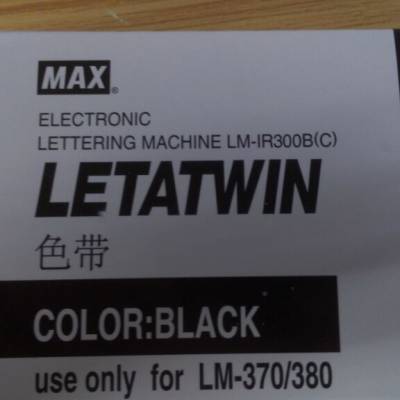 MAX®
ELECTRONIC
LETTERING MACHINE LM-IR300B(C)
LETATWIN
色带
COLOR:BLACK
use only for LM-370/380